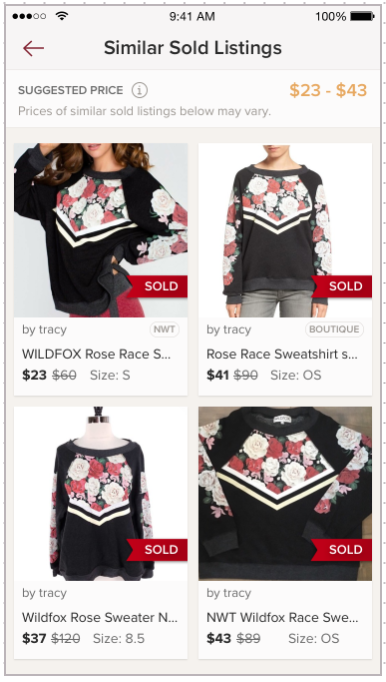 9:41 AM 100%
Similar Sold Listings
SUGGESTED PRICE i $23 - $43
Prices of similar sold listings below may vary.
SOLD
by tracy NWT
WILDFOX Rose Race S...
$23 $60 Size: S
SOLD
by tracy BOUTIQUE
Rose Race Sweatshirt s...
$41 $90 Size: OS
SOLD
by tracy
Wildfox Rose Sweater N...
$37 $120 Size: 8.5
SOLD
by tracy
NWT Wildfox Race Swe...
$43 $89 Size: OS